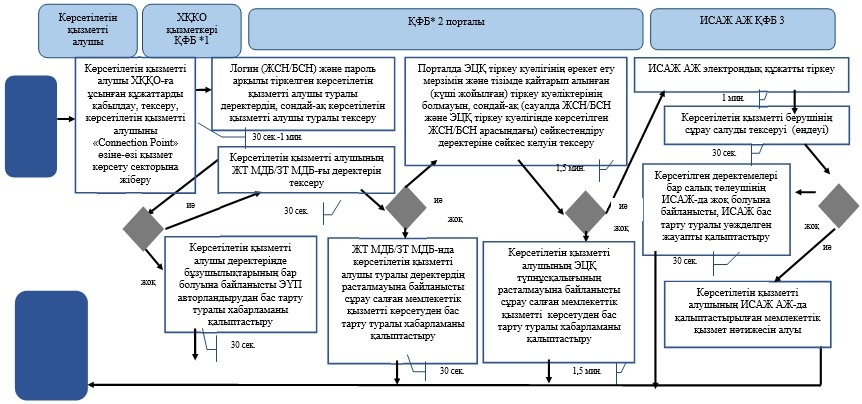 Көрсетілетін
қызметті
алушы
ХҚКО
қызметкері
ҚФБ *1
ҚФБ* 2 порталы
ИСАЖ АЖ ҚФБ 3
Көрсетілетін қызметті
алушы ХҚКО-ға
ұсынған құжаттарды
қабылдау, тексеру,
көрсетілетін қызметті
алушыны
«Connection Point»
өзіне-өзі қызмет
көрсету секторына
жіберу
Логин (ЖСН/БСН) және пароль
арқылы тіркелген көрсетілетін
қызметті алушы туралы
деректердің, сондай-ақ көрсетілетін
қызметті алушы туралы тексеру
30 сек.-1 мин.
Көрсетілетін қызметті алушының
ЖТ МДБ/ЗТ МДБ-ғы деректерін
тексеру
30 сек.
Порталда ЭЦҚ тіркеу куәлігінің әрекет ету
мерзімін және тізімде қайтарып алынған
(күші жойылған) тіркеу куәліктерінің
болмауын, сондай-ақ (сауалда ЖСН/БСН
және ЭЦҚ тіркеу куәлігінде көрсетілген
ЖСН/БСН арасындағы) сәйкестендіру
деректеріне сәйкес келуін тексеру
1,5 мин.
ИСАЖ АЖ электрондық құжатты тіркеу
1 мин.
Көрсетілетін қызметті берушінің
сұрау салуды тексеруі (өңдеуі)
30 сек.
Көрсетілген деректемелері
бар салық төлеушінің
ИСАЖ-да жоқ болуына
байланысты, ИСАЖ бас
тарту туралы уәжделген
жауапты қалыптастыру
30 сек.
иә
жоқ
иә
жоқ
иә
жоқ
жоқ
иә
Көрсетілетін қызметті
алушы деректерінде
бұзушылықтарының бар
болуына байланысты ЭҮП
авторландырудан бас тарту
туралы хабарламаны
қалыптастыру
30 сек.
ЖТ МДБ/ЗТ МДБ-нда
көрсетілетін қызметті
алушы туралы деректердің
расталмауына байланысты
сұрау салған мемлекеттік
қызметті көрсетуден бас
тарту туралы хабарламаны
қалыптастыру
30 сек.
Көрсетілетін қызметті
алушының ЭЦҚ
түпнұсқалығының
расталмауына байланысты
сұрау салған мемлекеттік
қызметті көрсетуден бас
тарту туралы хабарламаны
қалыптастыру
1,5 мин.
Көрсетілетін қызметті
алушының ИСАЖ АЖ-да
қалыптастырылған мемлекеттік
қызмет нәтижесін алуы